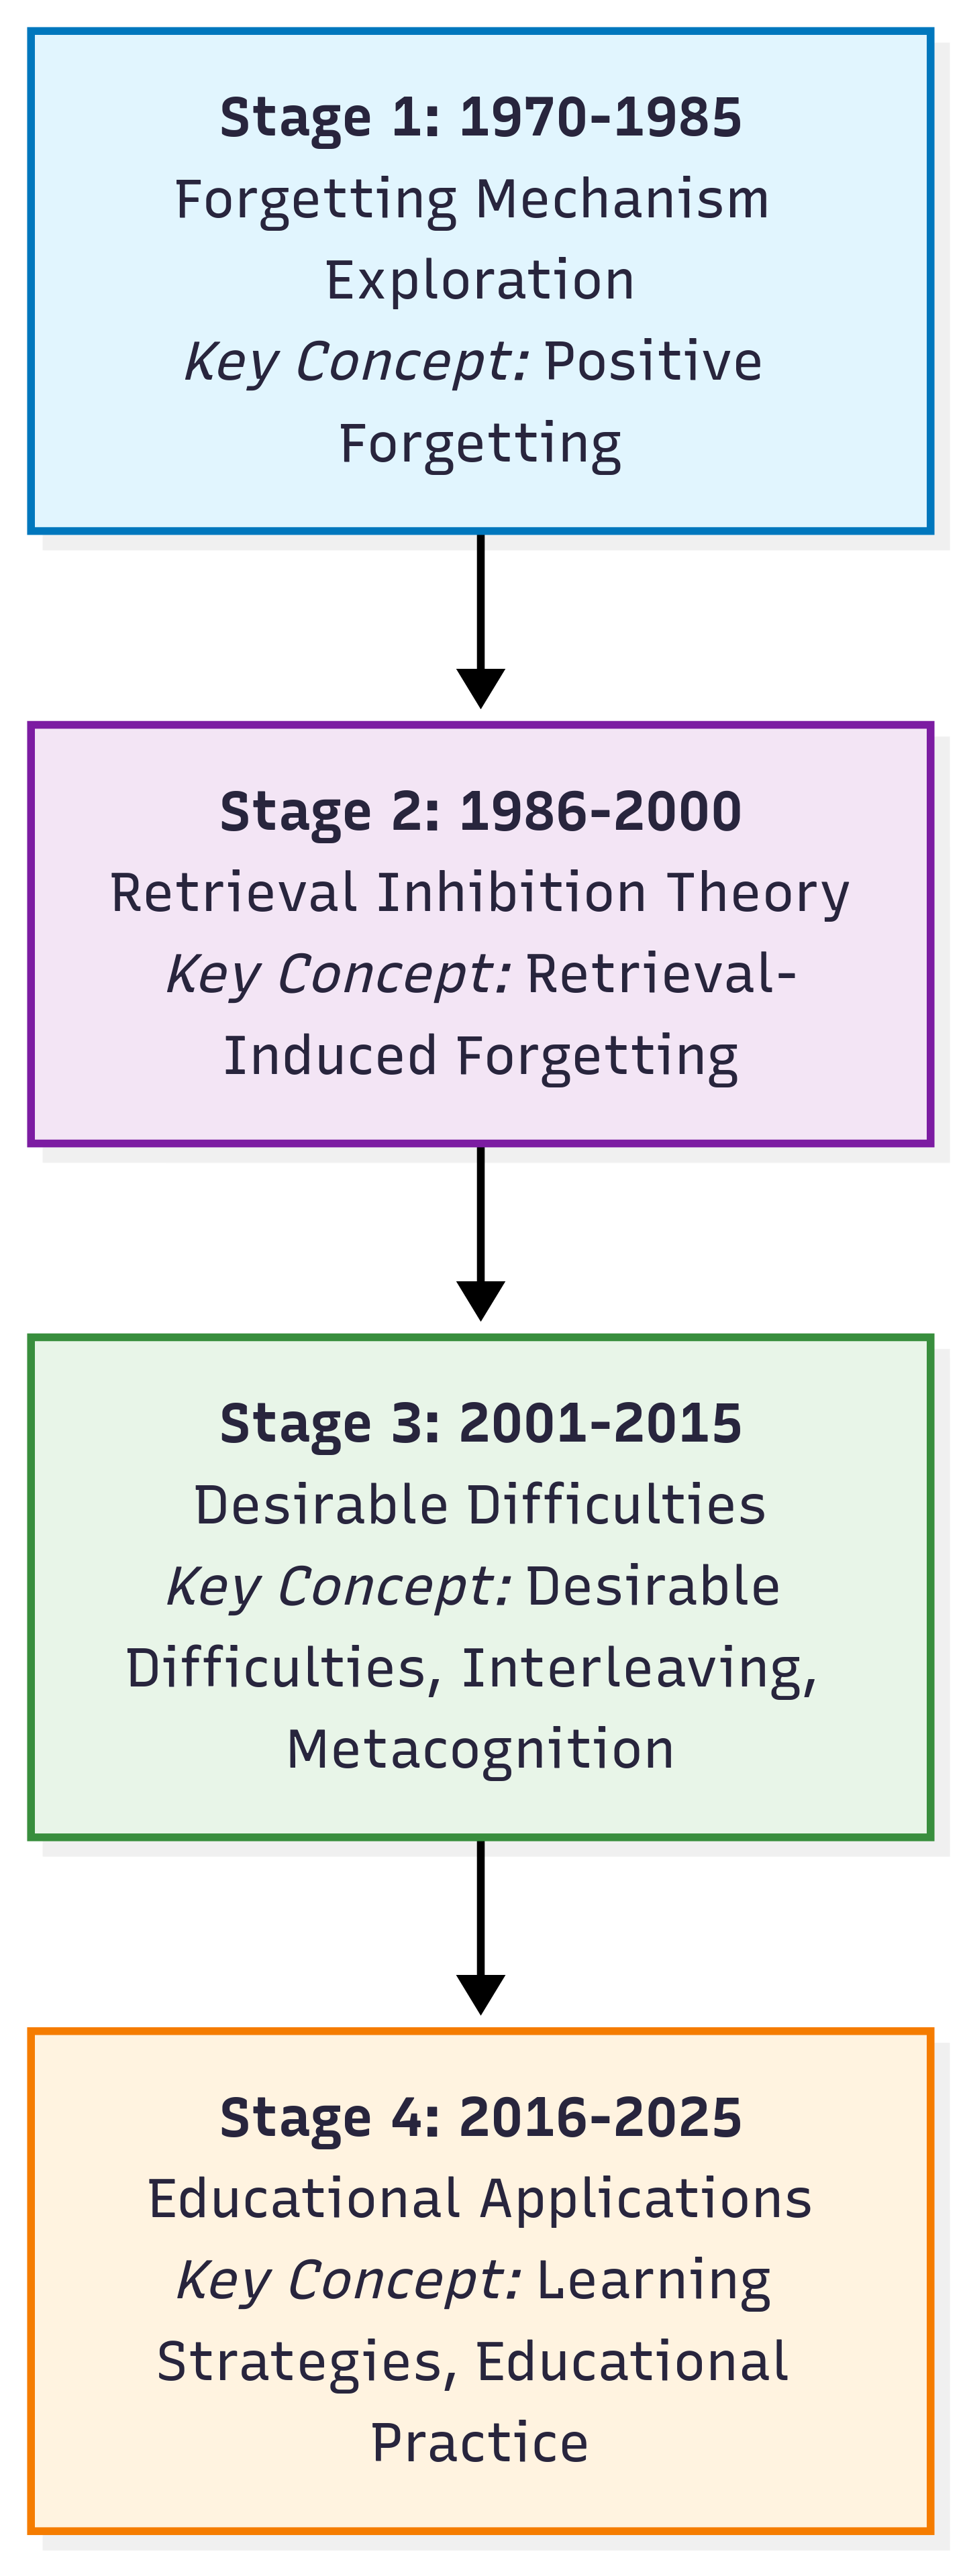 Stage 1: 1970-1985
Forgetting Mechanism
Exploration
Key Concept: Positive
Forgetting
Stage 2: 1986-2000
Retrieval Inhibition Theory
Key Concept: Retrieval-
Induced Forgetting
Stage 3: 2001-2015
Desirable Difficulties
Key Concept: Desirable
Difficulties, Interleaving,
Metacognition
Stage 4: 2016-2025
Educational Applications
Key Concept: Learning
Strategies, Educational
Practice